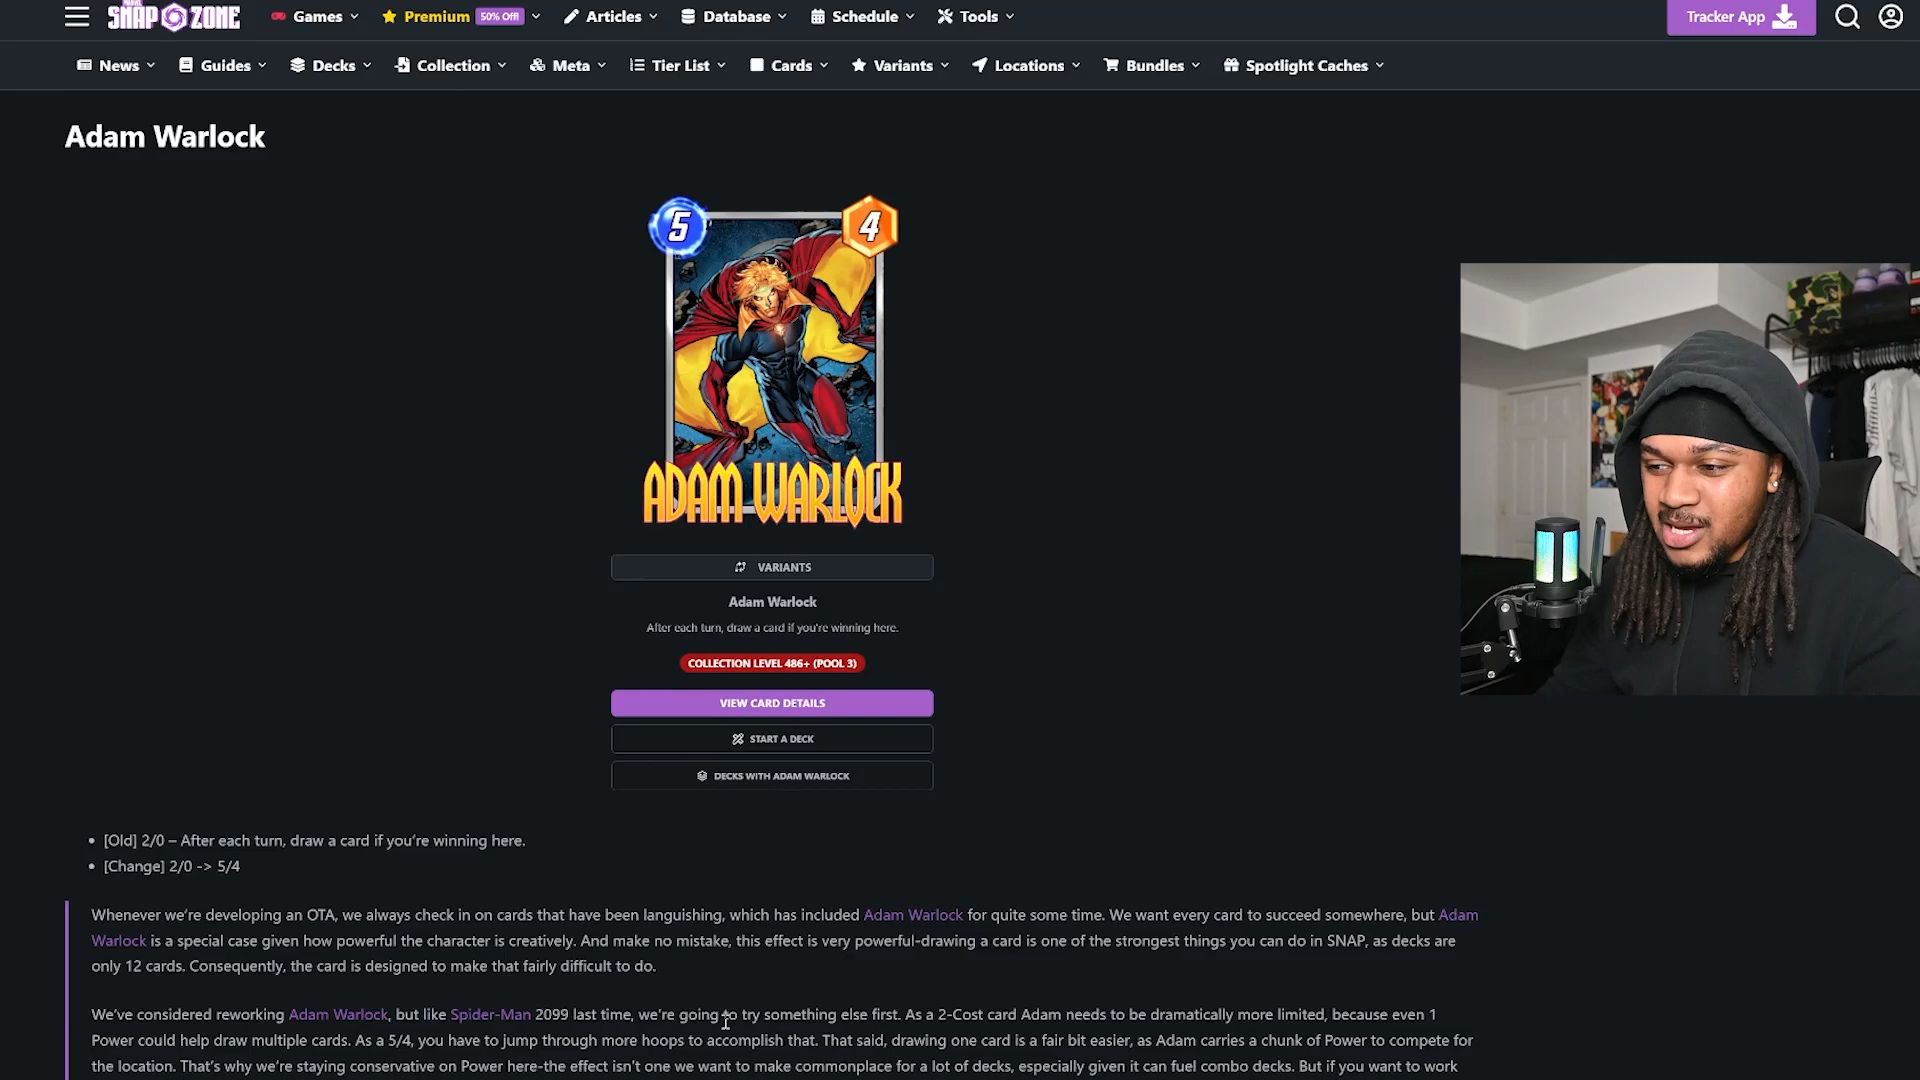 MARVEL SNAP ZONE
Games
Premium 50% Off!
Articles
Database
Schedule
Tools
Tracker App
News
Guides
Decks
Collection
Meta
Tier List
Cards
Variants
Locations
Bundles
Spotlight Caches
Adam Warlock
5
4
ADAM WARLOCK
VARIANTS
Adam Warlock
After each turn, draw a card if you're winning here.
COLLECTION LEVEL 486+ (POOL 3)
VIEW CARD DETAILS
START A DECK
DECKS WITH ADAM WARLOCK
• [Old] 2/0 – After each turn, draw a card if you're winning here.
• [Change] 2/0 -> 5/4
Whenever we're developing an OTA, we always check in on cards that have been languishing, which has included Adam Warlock for quite some time. We want every card to succeed somewhere, but Adam
Warlock is a special case given how powerful the character is creatively. And make no mistake, this effect is very powerful-drawing a card is one of the strongest things you can do in SNAP, as decks are
only 12 cards. Consequently, the card is designed to make that fairly difficult to do.
We've considered reworking Adam Warlock, but like Spider-Man 2099 last time, we're going to try something else first. As a 2-Cost card Adam needs to be dramatically more limited, because even 1
Power could help draw multiple cards. As a 5/4, you have to jump through more hoops to accomplish that. That said, drawing one card is a fair bit easier, as Adam carries a chunk of Power to compete for
the location. That's why we're staying conservative on Power here-the effect isn't one we want to make commonplace for a lot of decks, especially given it can fuel combo decks. But if you want to work